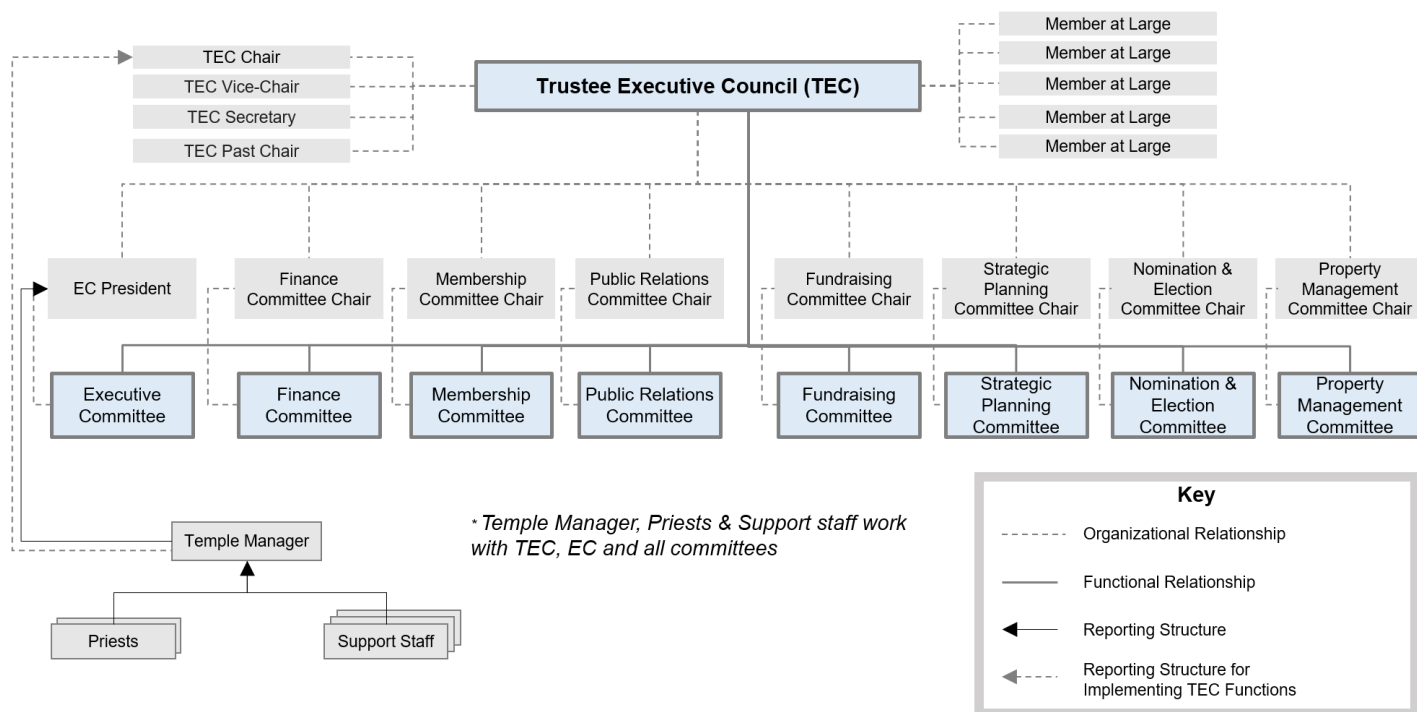 Member at Large
TEC Chair
Member at Large
Trustee Executive Council (TEC)
TEC Vice-Chair
Member at Large
TEC Secretary
Member at Large
TEC Past Chair
Member at Large
EC President
Finance
Committee Chair
Membership
Committee Chair
Public Relations
Committee Chair
Fundraising
Committee Chair
Strategic
Planning
Committee Chair
Nomination &
Election
Committee Chair
Property
Management
Committee Chair
Executive
Committee
Finance
Committee
Membership
Committee
Public Relations
Committee
Fundraising
Committee
Strategic
Planning
Committee
Nomination &
Election
Committee
Property
Management
Committee
Temple Manager
Priests
Support Staff
* Temple Manager, Priests & Support staff work
with TEC, EC and all committees
Key
Organizational Relationship
Functional Relationship
Reporting Structure
Reporting Structure for
Implementing TEC Functions